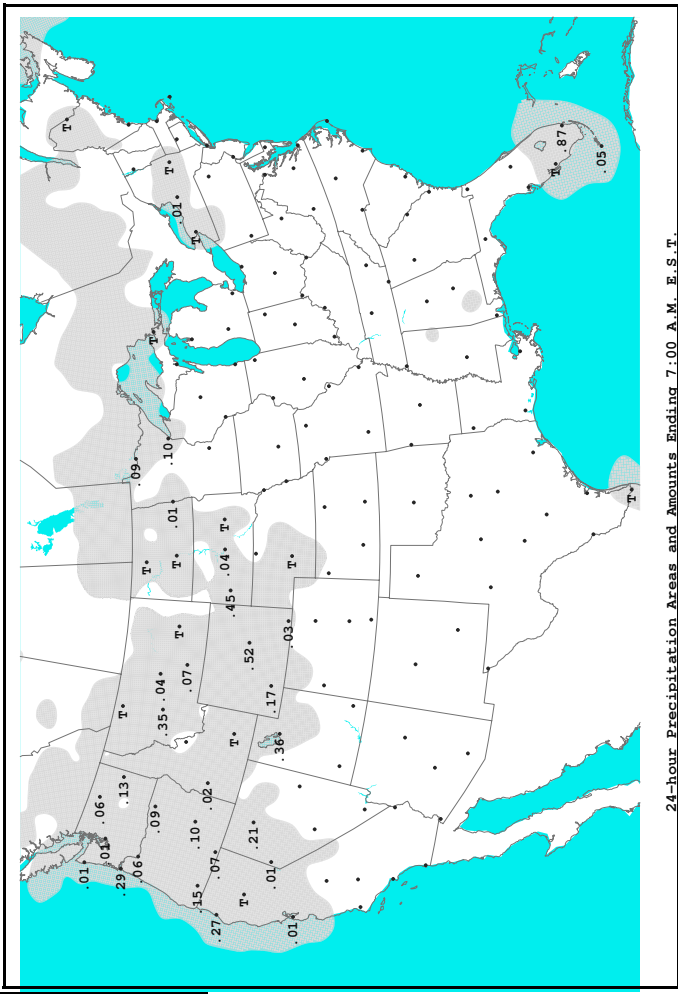 T
.01
.06
.01
.29
T
.13
.09
.06
T
T
.09
.04
.35
.10
T
.01
T
.01
T
.07
.10
T
.15
.02
.07
.27
T
.04
.45
T
T
.52
.21
.17
.01
.36
.03
T
.01
T
.87
.05
T
24-hour Precipitation Areas and Amounts Ending 7:00 A.M. E.S.T.